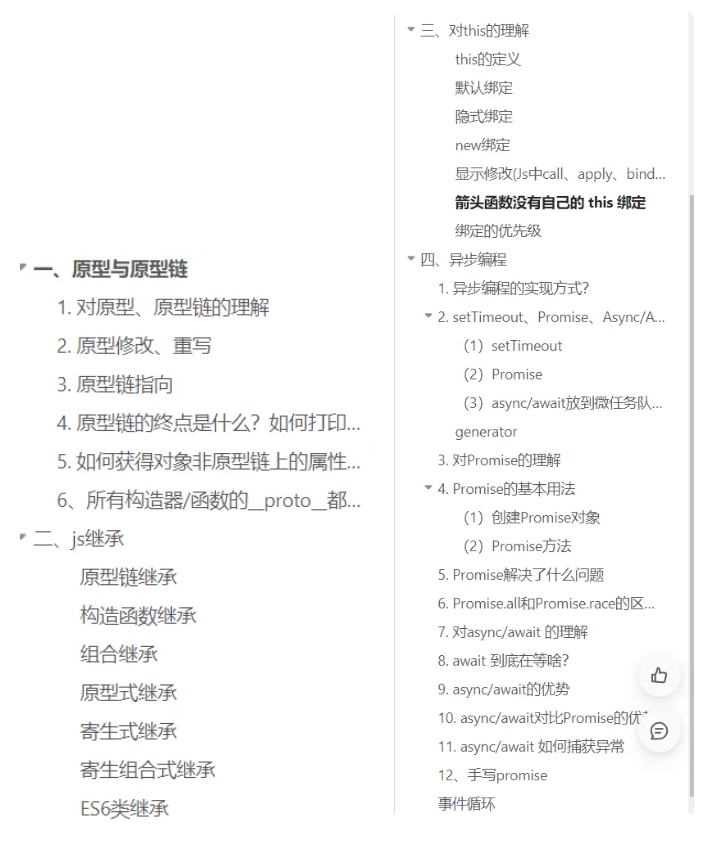 一、原型与原型链
1. 对原型、原型链的理解
2. 原型修改、重写
3. 原型链指向
4. 原型链的终点是什么？如何打印...
5. 如何获得对象非原型链上的属性...
6、所有构造器/函数的__proto__都...
二、js继承
原型链继承
构造函数继承
组合继承
原型式继承
寄生式继承
寄生组合式继承
ES6类继承
三、对this的理解
this的定义
默认绑定
隐式绑定
new绑定
显示修改(Js中call、apply、bind...
箭头函数没有自己的 this 绑定
绑定的优先级
四、异步编程
1. 异步编程的实现方式？
2. setTimeout、Promise、Async/A...
（1）setTimeout
（2）Promise
（3）async/await放到微任务队...
generator
3. 对Promise的理解
4. Promise的基本用法
（1）创建Promise对象
（2）Promise方法
5. Promise解决了什么问题
6. Promise.all和Promise.race的区...
7. 对async/await 的理解
8. await 到底在等啥？
9. async/await的优势
10. async/await对比Promise的优
11. async/await 如何捕获异常
12、手写promise
事件循环